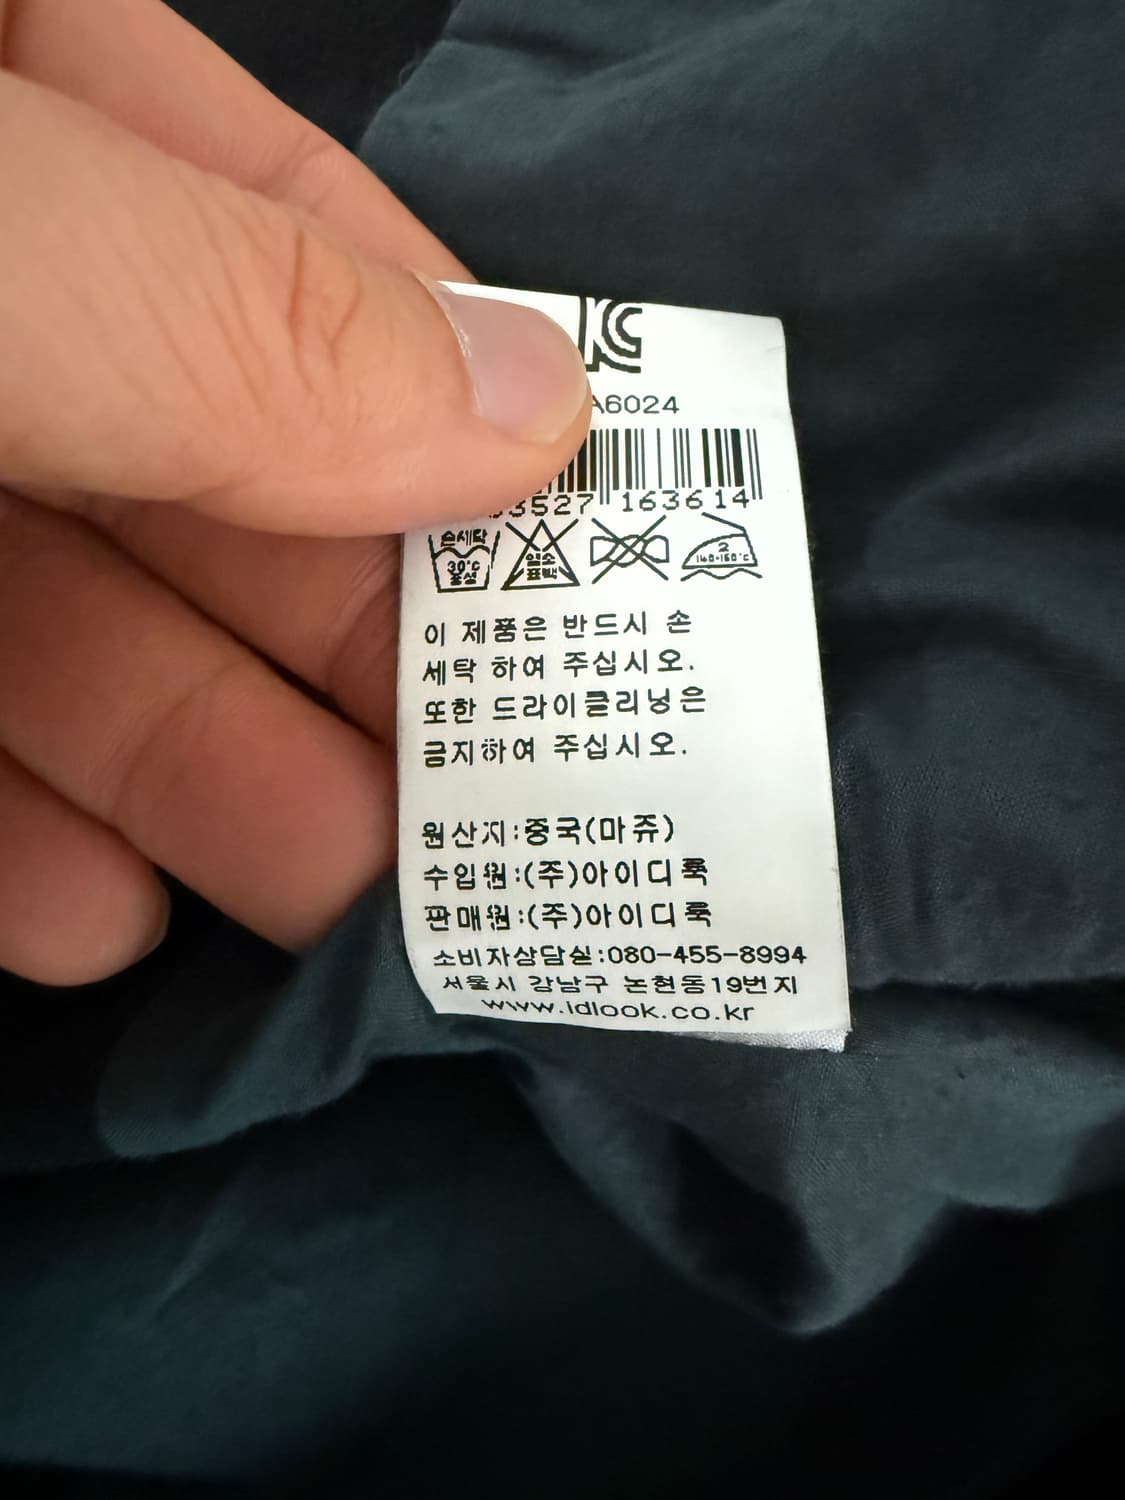 KC
A6024
3527 163614
손세탁
30°C
중성
염소
표백
2
140~160°C
이 제품은 반드시 손
세탁 하여 주십시오.
또한 드라이클리닝은
금지하여 주십시오.
원산지:중국(마쥬)
수입원:(주)아이디룩
판매원:(주)아이디룩
소비자상담실:080-455-8994
서울시 강남구 논현동19번지
www.idlook.co.kr